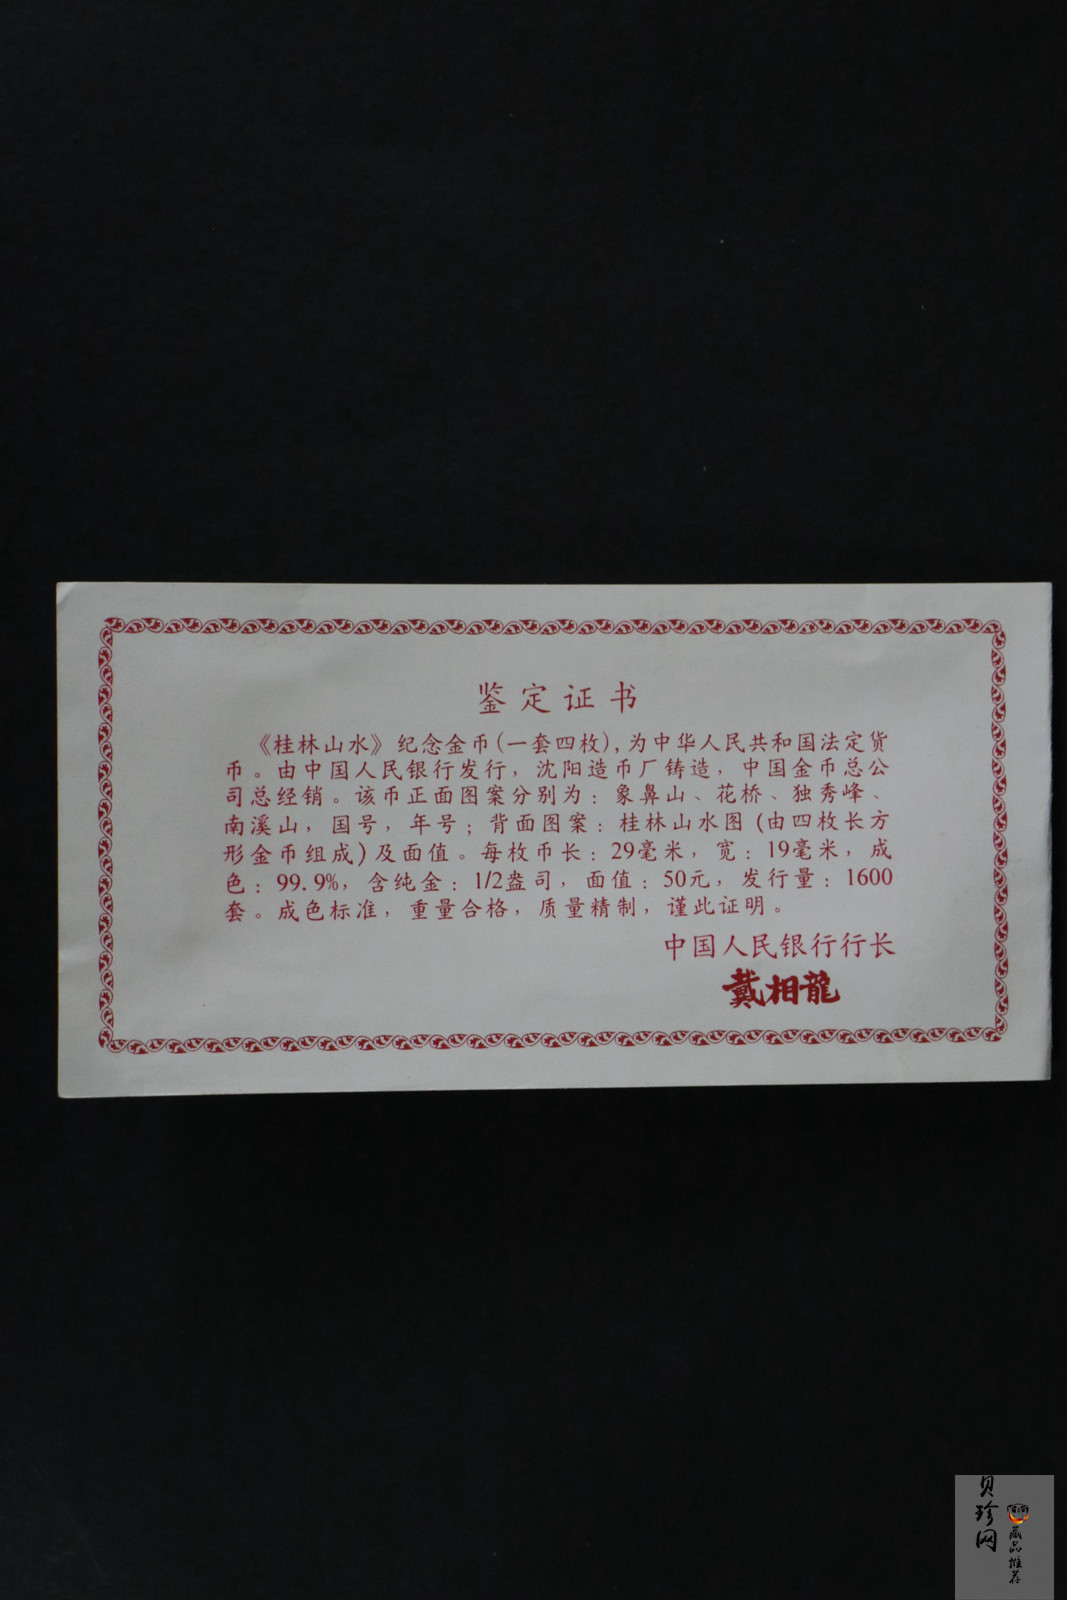 鉴定证书
《桂林山水》纪念金币(一套四枚),为中华人民共和国法定货
币。由中国人民银行发行，沈阳造币厂铸造，中国金币总公
司总经销。该币正面图案分别为：象鼻山、花桥、独秀峰、
南溪山，国号，年号；背面图案：桂林山水图(由四枚长方
形金币组成)及面值。每枚币长：29毫米，宽：19毫米，成
色：99.9%，含纯金：1/2盎司，面值：50元，发行量：1600
套。成色标准，重量合格，质量精制，谨此证明。
中国人民银行行长
戴相龍
贝珍网
藏品推荐